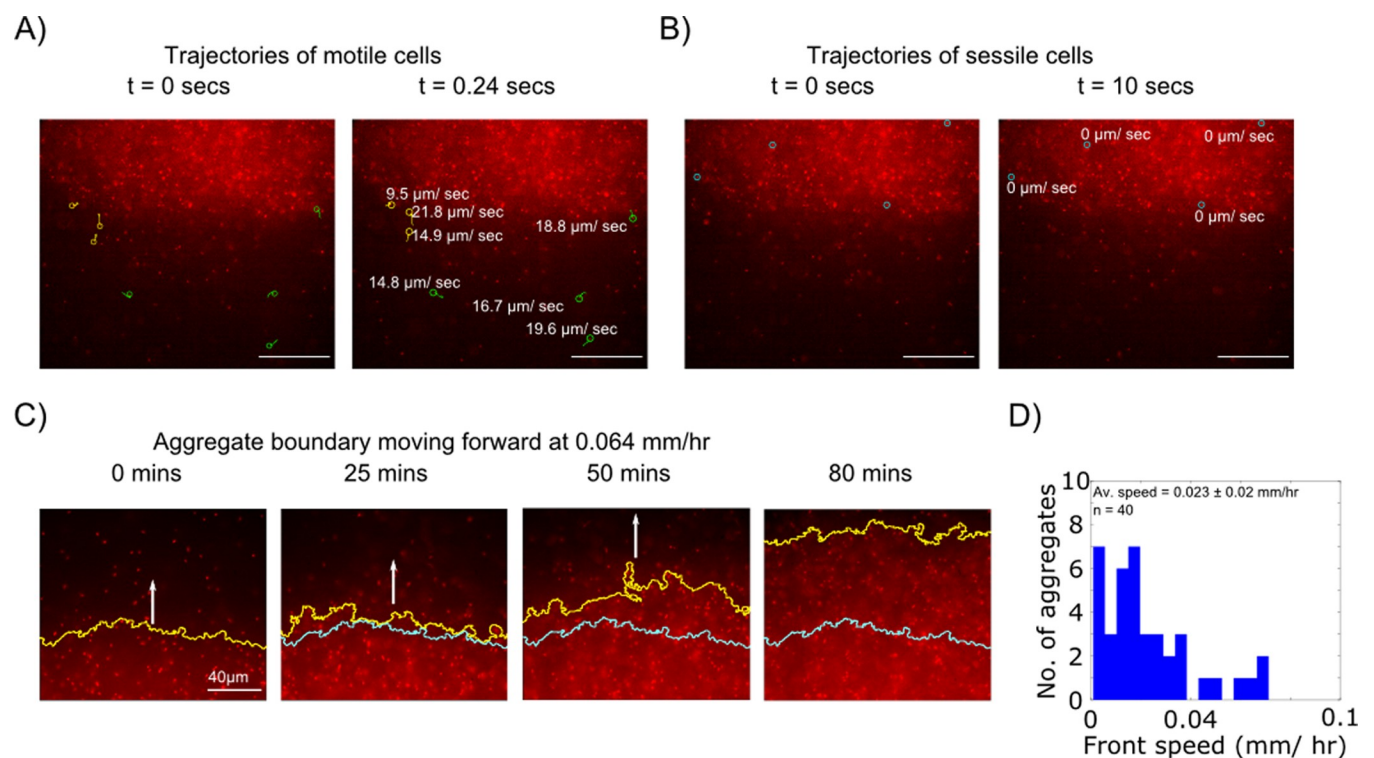 A)
Trajectories of motile cells
t = 0 secs
t = 0.24 secs
9.5 µm/ sec
21.8 µm/ sec
14.9 µm/ sec
18.8 µm/ sec
14.8 µm/ sec
16.7 µm/ sec
19.6 µm/ sec
B)
Trajectories of sessile cells
t = 0 secs
t = 10 secs
0 µm/ sec
0 µm/ sec
0 µm/ sec
0 µm/ sec
C)
Aggregate boundary moving forward at 0.064 mm/hr
0 mins
25 mins
50 mins
80 mins
40µm
D)
Av. speed = 0.023 ± 0.02 mm/hr
n = 40
No. of aggregates
10
8
6
4
2
0
0
0.04
0.1
Front speed (mm/ hr)